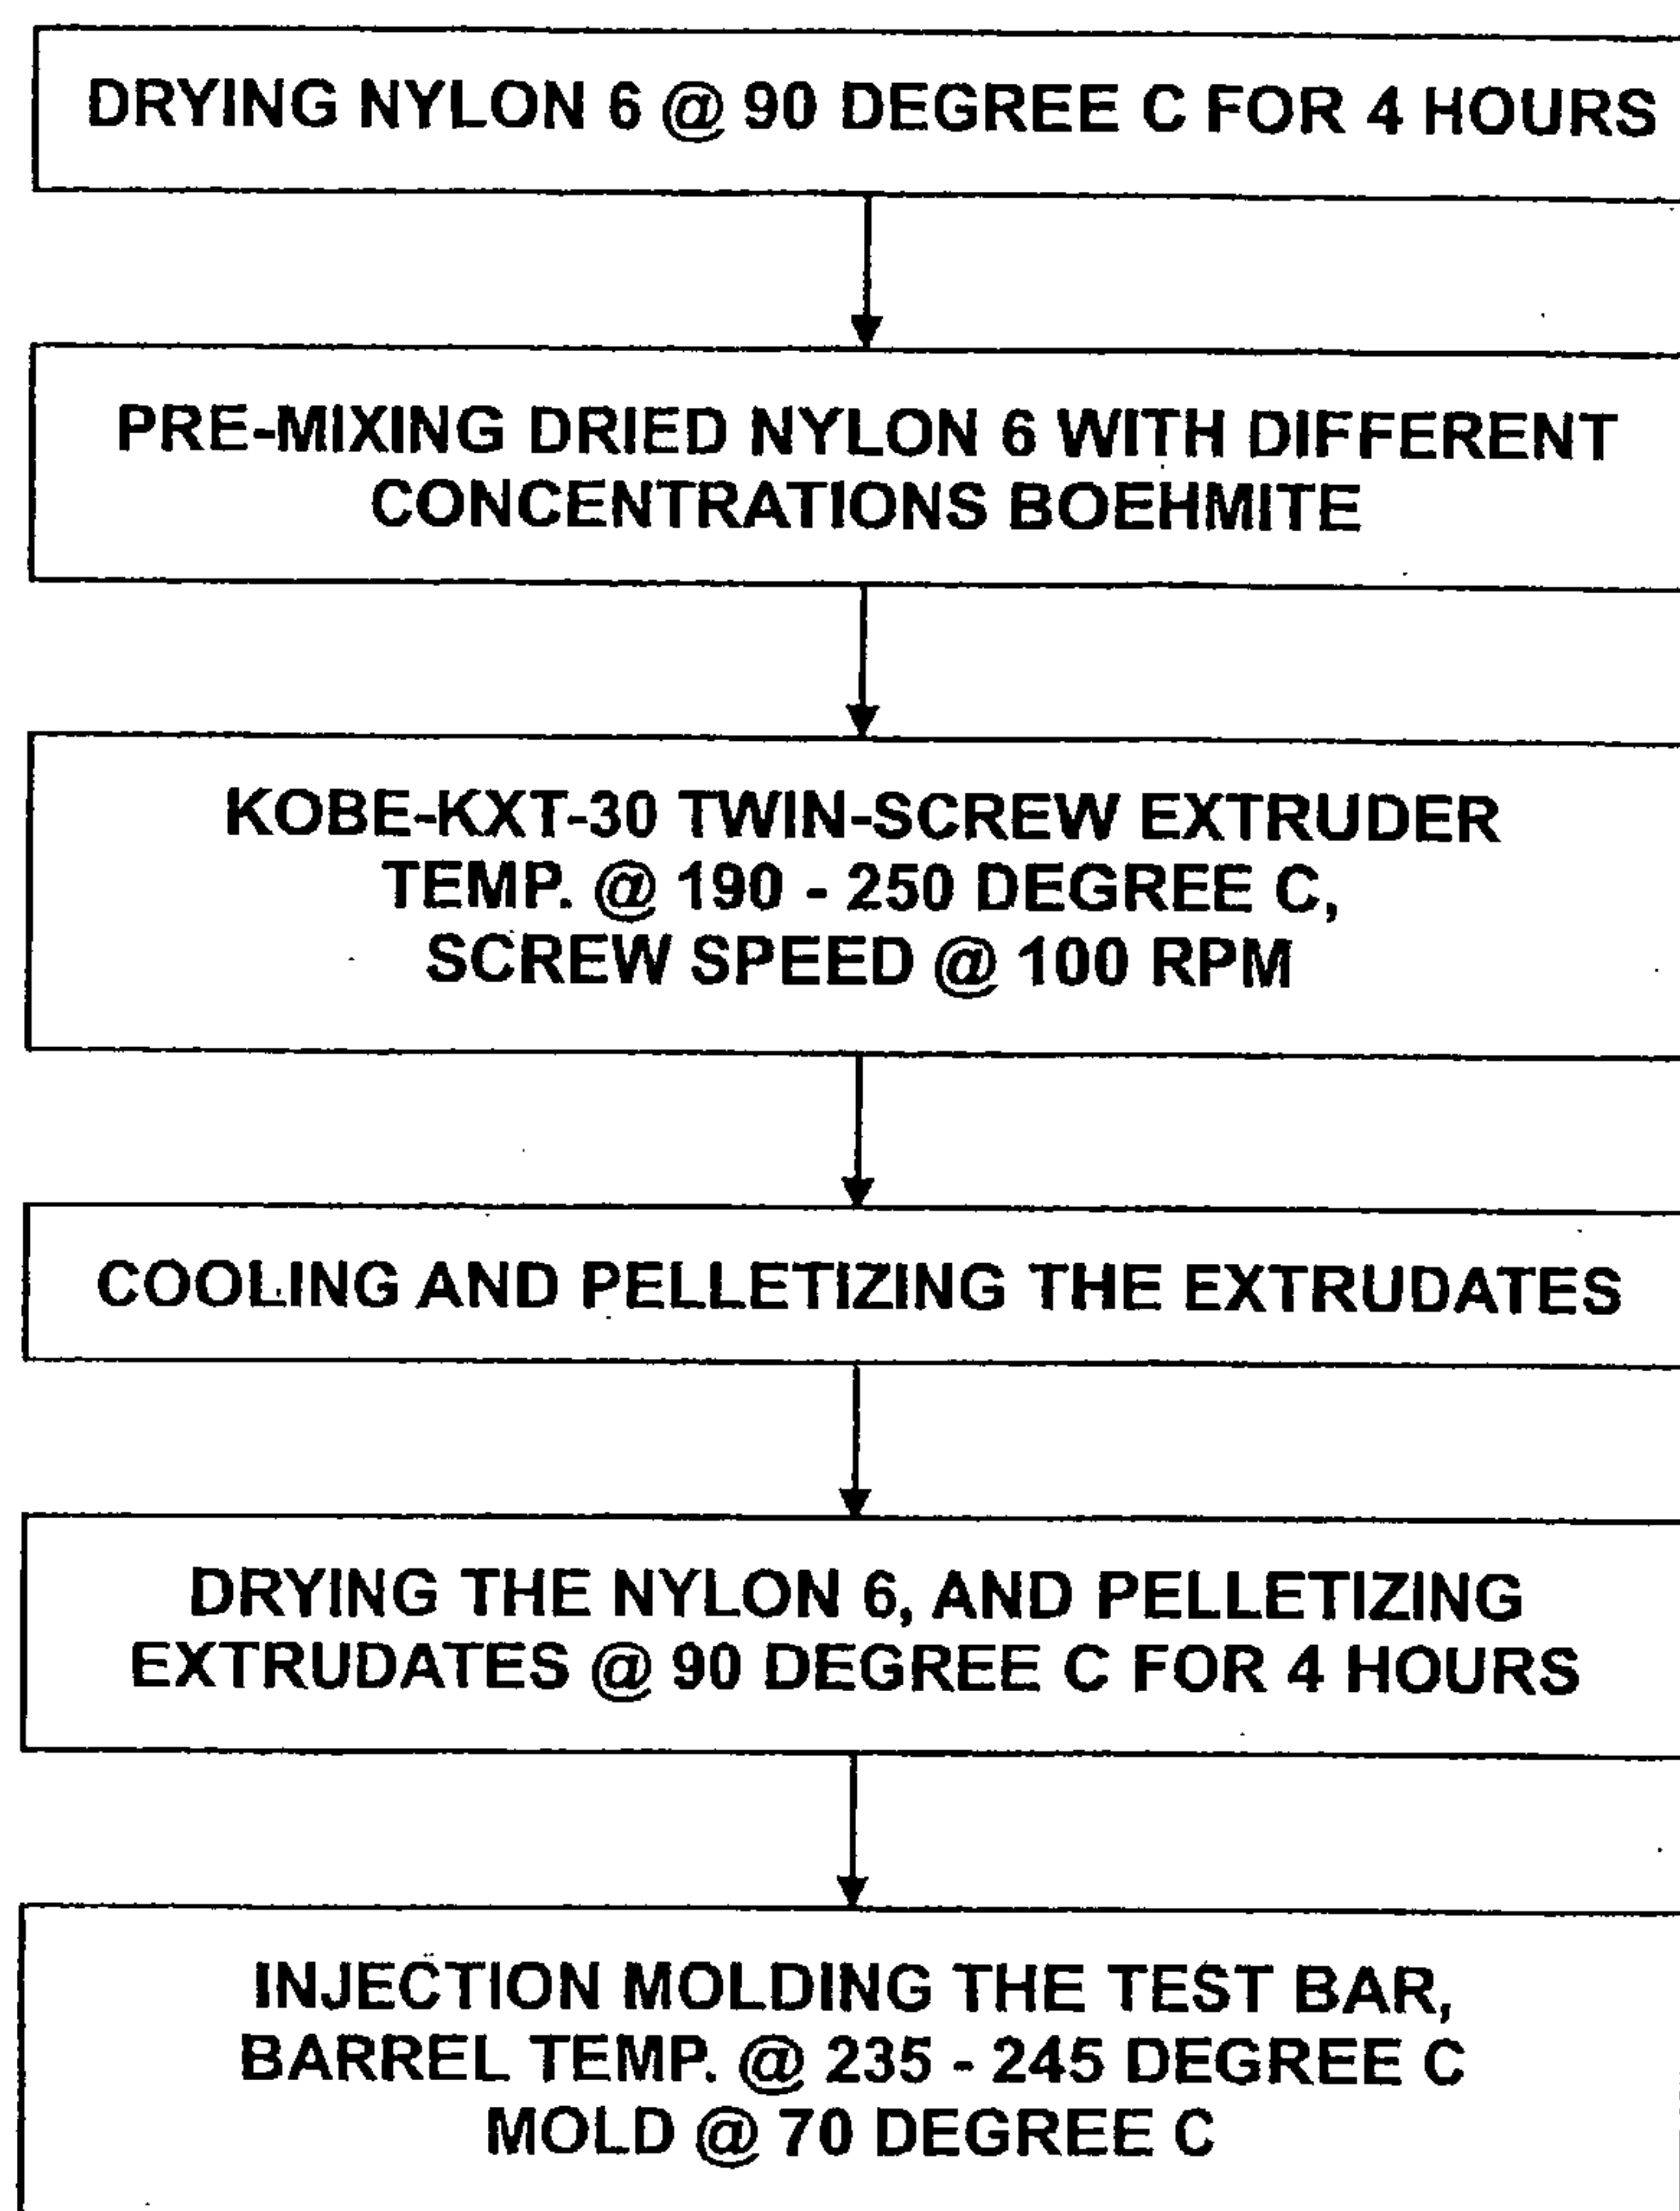 DRYING NYLON 6 @ 90 DEGREE C FOR 4 HOURS
PRE-MIXING DRIED NYLON 6 WITH DIFFERENT
CONCENTRATIONS BOEHMITE
KOBE-KXT-30 TWIN-SCREW EXTRUDER
TEMP. @ 190 - 250 DEGREE C,
SCREW SPEED @ 100 RPM
COOLING AND PELLETIZING THE EXTRUDATES
DRYING THE NYLON 6, AND PELLETIZING
EXTRUDATES @ 90 DEGREE C FOR 4 HOURS
INJECTION MOLDING THE TEST BAR,
BARREL TEMP. @ 235 - 245 DEGREE C
MOLD @ 70 DEGREE C